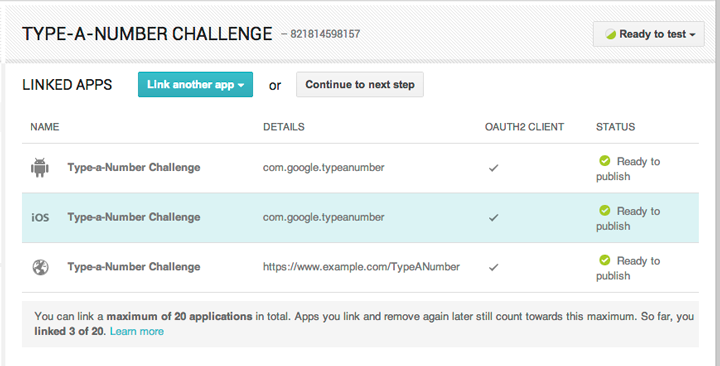 TYPE-A-NUMBER CHALLENGE – 821814598157 Ready to test
LINKED APPS Link another app or Continue to next step
NAME DETAILS OAUTH2 CLIENT STATUS
Type-a-Number Challenge com.google.typeanumber Ready to
publish
iOS Type-a-Number Challenge com.google.typeanumber Ready to
publish
Type-a-Number Challenge https://www.example.com/TypeANumber Ready to
publish
You can link a maximum of 20 applications in total. Apps you link and remove again later still count towards this maximum. So far, you
linked 3 of 20. Learn more